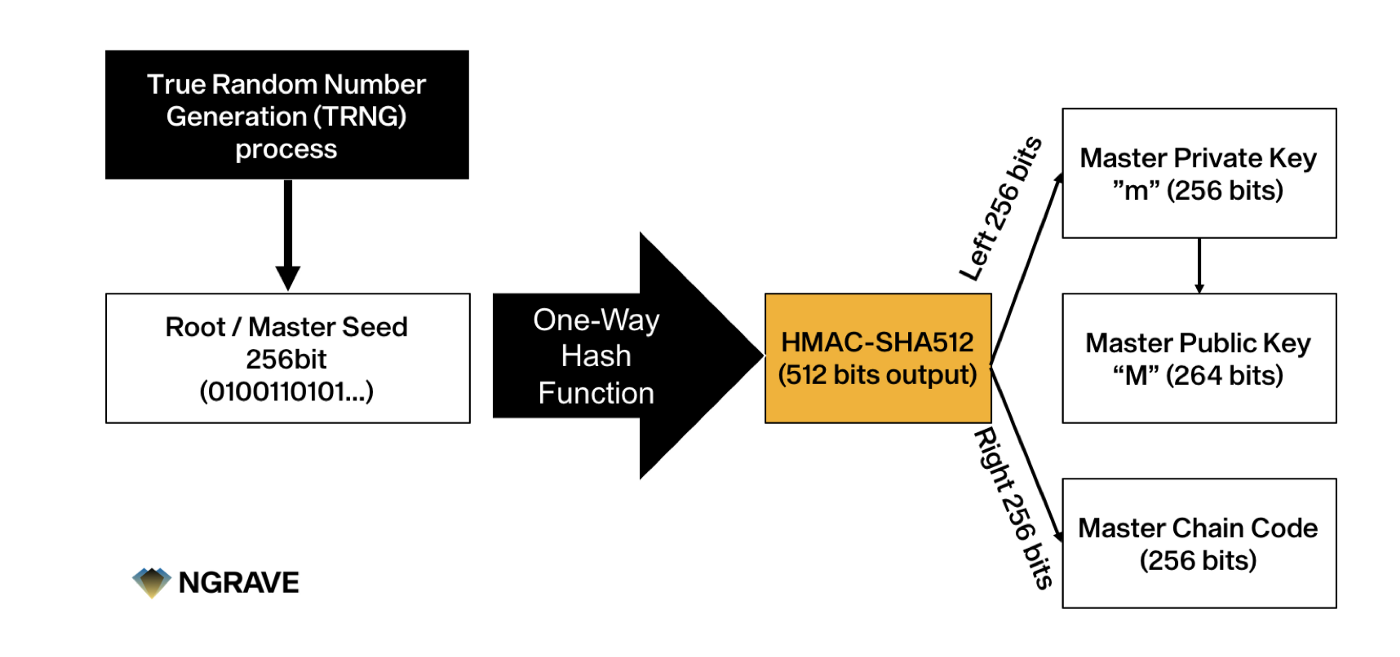 True Random Number
Generation (TRNG)
process
Root / Master Seed
256bit
(0100110101...)
One-Way
Hash
Function
HMAC-SHA512
(512 bits output)
Left 256 bits
Right 256 bits
Master Private Key
”m” (256 bits)
Master Public Key
“M” (264 bits)
Master Chain Code
(256 bits)
NGRAVE